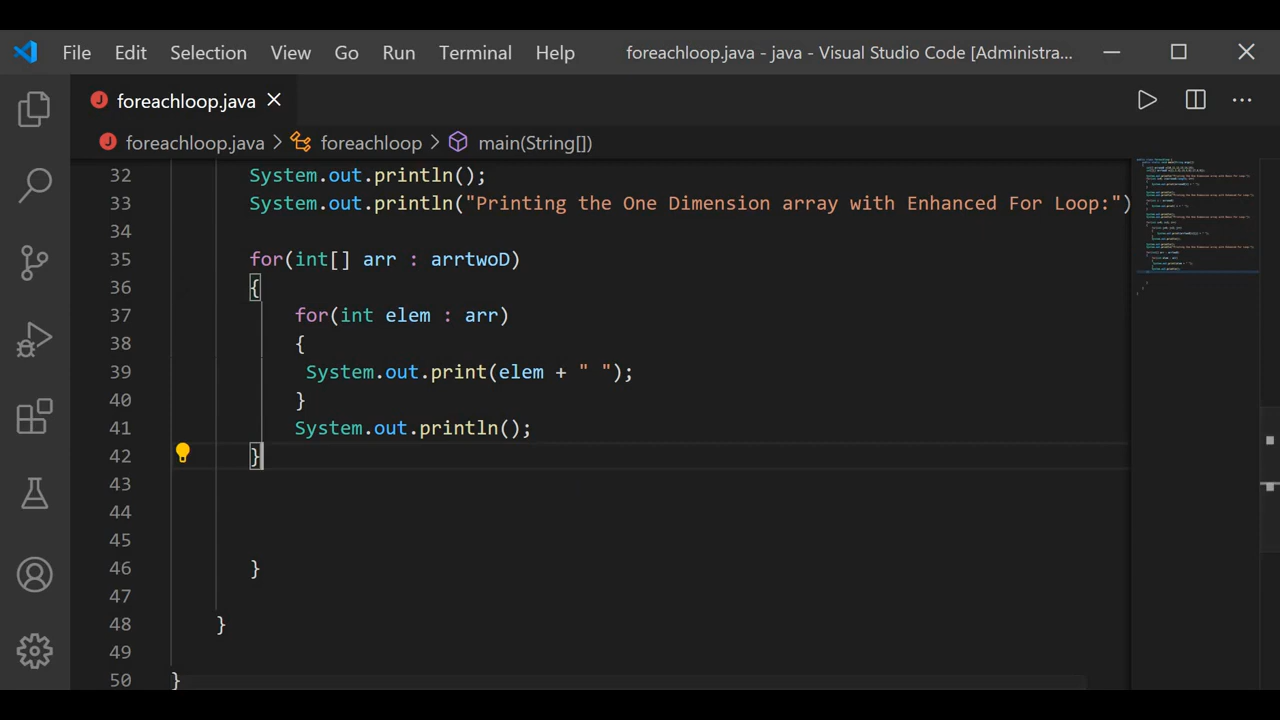 File Edit Selection View Go Run Terminal Help foreachloop.java - java - Visual Studio Code [Administra...
foreachloop.java
foreachloop.java > foreachloop > main(String[])
32 System.out.println();
33 System.out.println("Printing the One Dimension array with Enhanced For Loop:")
34
35 for(int[] arr : arrtwoD)
36 {
37 for(int elem : arr)
38 {
39 System.out.print(elem + " ");
40 }
41 System.out.println();
42 }
43
44
45
46 }
47
48 }
49
50 }